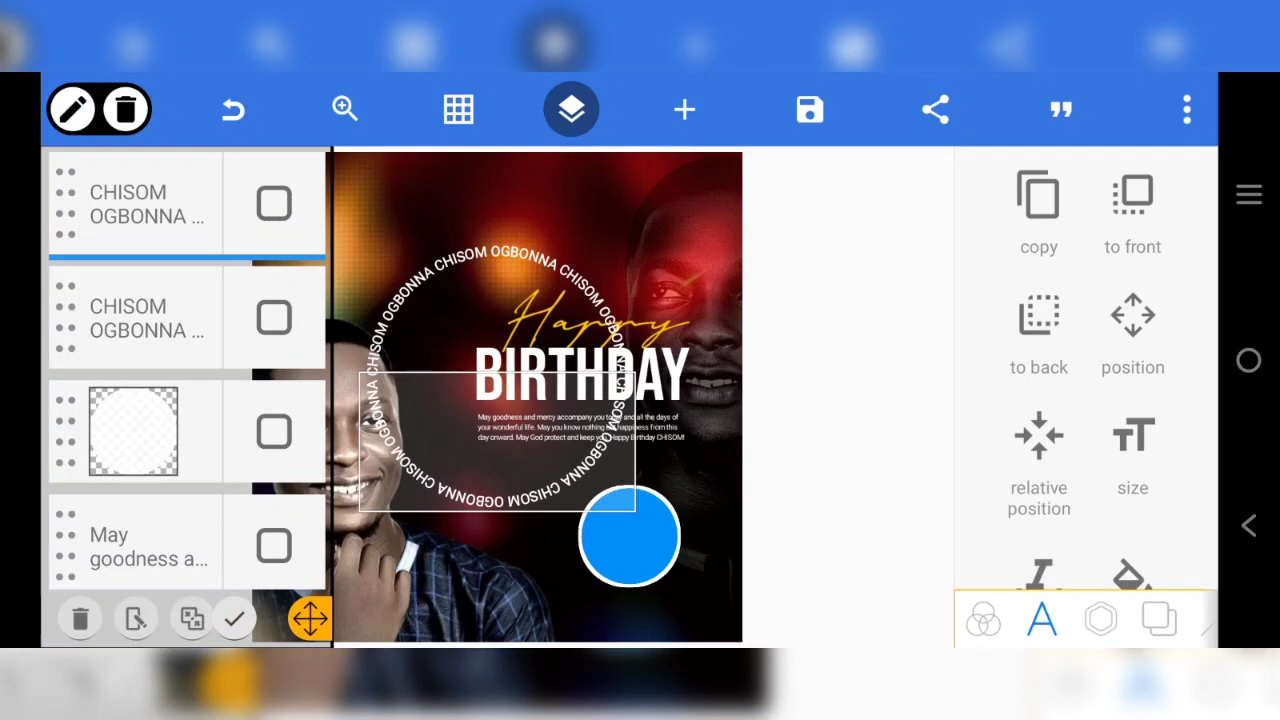 CHISOM
OGBONNA ...
CHISOM
OGBONNA ...
May
goodness a...
CHISOM OGBONNA CHISOM OGBONNA CHISOM OGBONNA CHISOM OGBONNA CHISOM OGBONNA CHISOM OGBONNA
Happy
BIRTHDAY
May goodness and mercy accompany you today and all the days of
your wonderful life. May you know nothing but happiness from this
day onward. May God protect and keep you. Happy Birthday CHISOM!
copy
to front
to back
position
relative
position
size